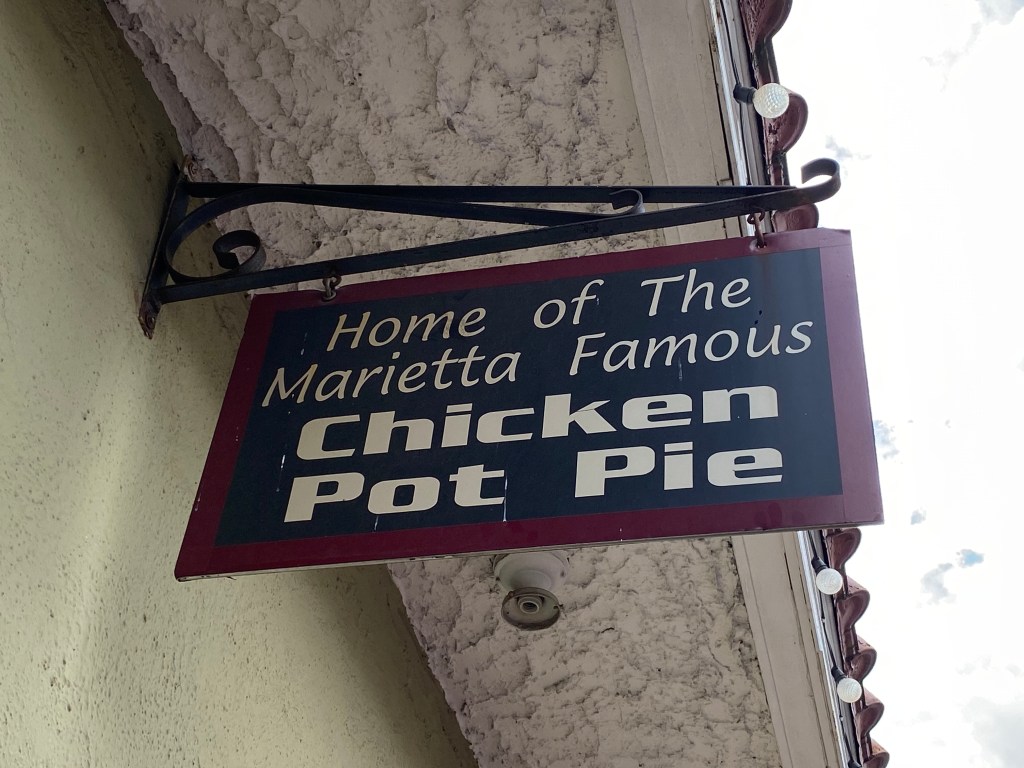 Home of The
Marietta Famous
Chicken
Pot Pie